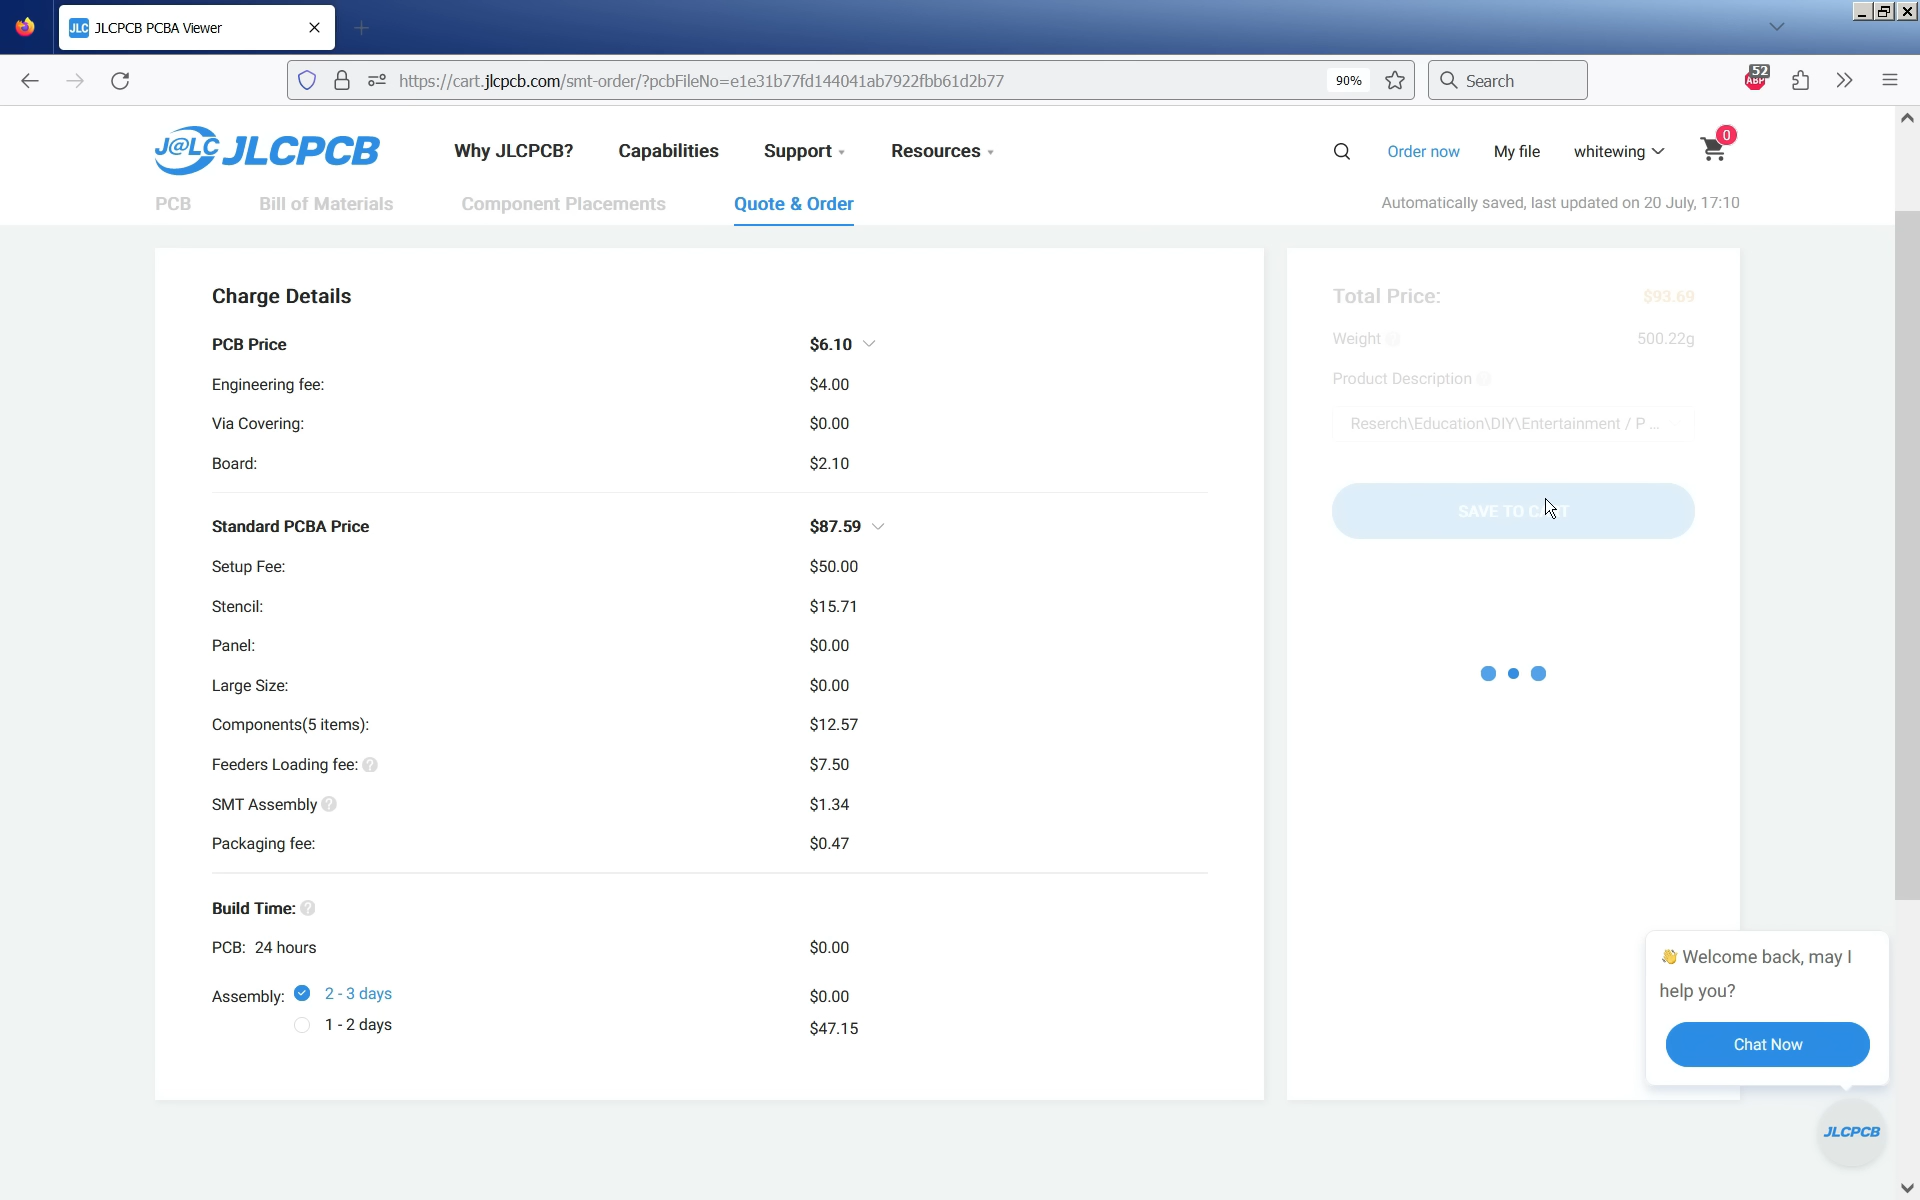 JLC JLCPCB PCBA Viewer
https://cart.jlcpcb.com/smt-order/?pcbFileNo=e1e31b77fd144041ab7922fbb61d2b77
90%
Search
52
ABP
J@LC JLCPCB
Why JLCPCB?
Capabilities
Support
Resources
Order now
My file
whitewing
0
PCB
Bill of Materials
Component Placements
Quote & Order
Automatically saved, last updated on 20 July, 17:10
Charge Details
PCB Price $6.10
Engineering fee: $4.00
Via Covering: $0.00
Board: $2.10
Standard PCBA Price $87.59
Setup Fee: $50.00
Stencil: $15.71
Panel: $0.00
Large Size: $0.00
Components(5 items): $12.57
Feeders Loading fee: ? $7.50
SMT Assembly ? $1.34
Packaging fee: $0.47
Build Time: ?
PCB: 24 hours $0.00
Assembly: 2 - 3 days $0.00
1 - 2 days $47.15
Total Price: $93.69
Weight 500.22g
Product Description
Reserch\Education\DIY\Entertainment / P ...
SAVE TO CART
👋 Welcome back, may I
help you?
Chat Now
JLCPCB